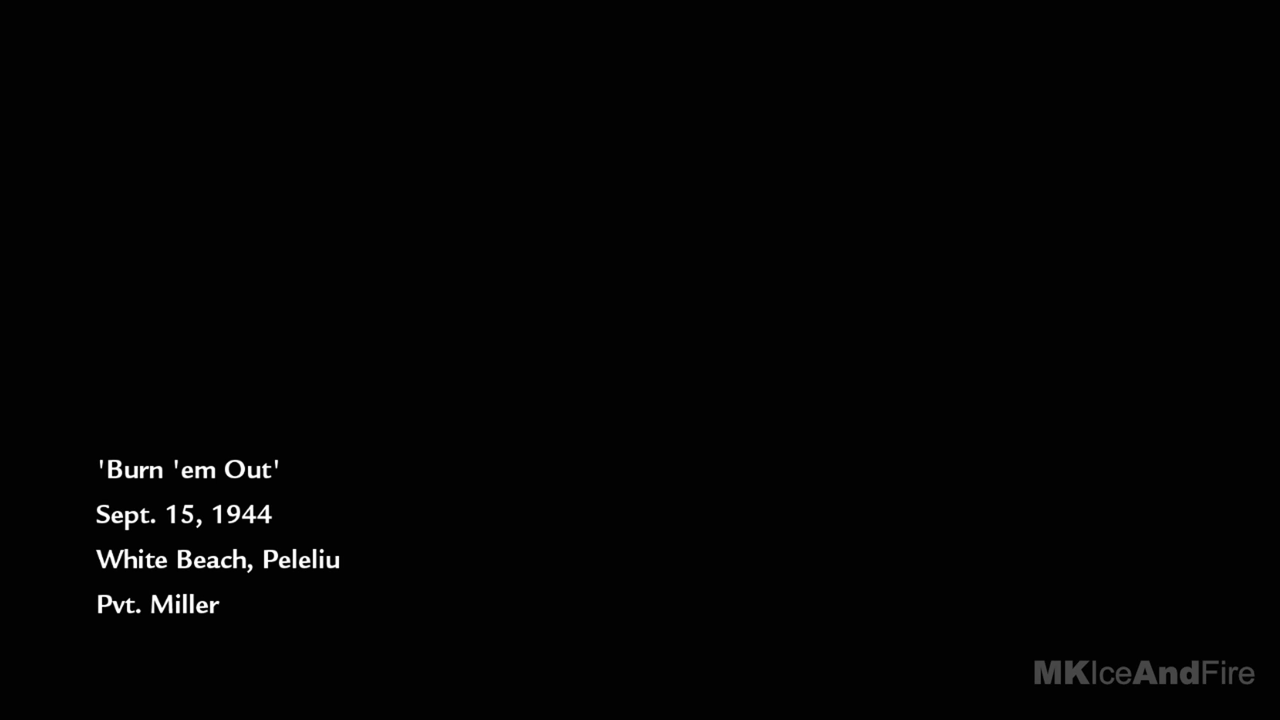 'Burn 'em Out'
Sept. 15, 1944
White Beach, Peleliu
Pvt. Miller
MKIceAndFire